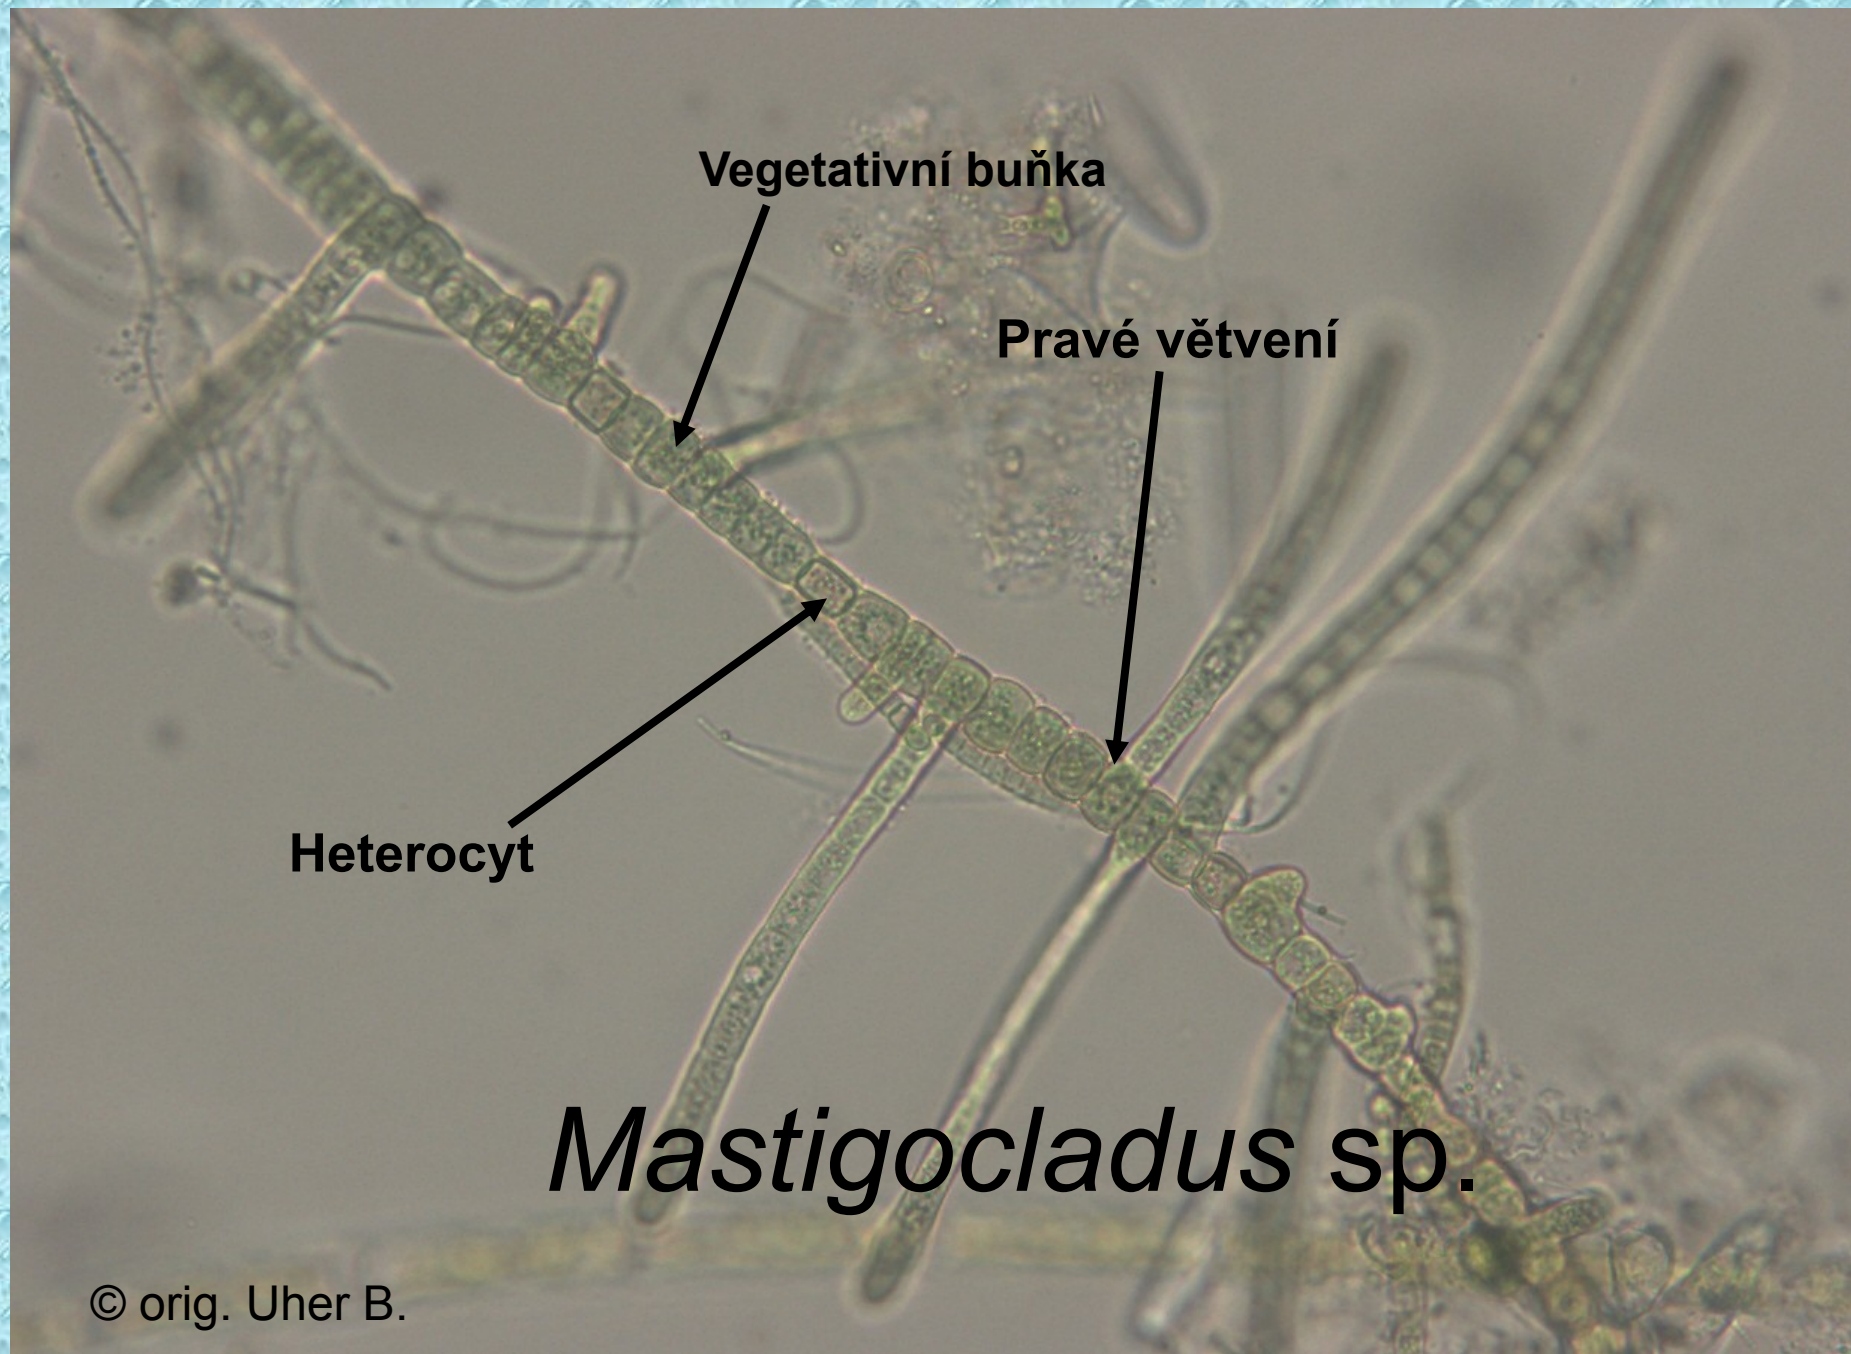 Vegetativní buňka
Pravé větvení
Heterocyt
Mastigocladus sp.
© orig. Uher B.